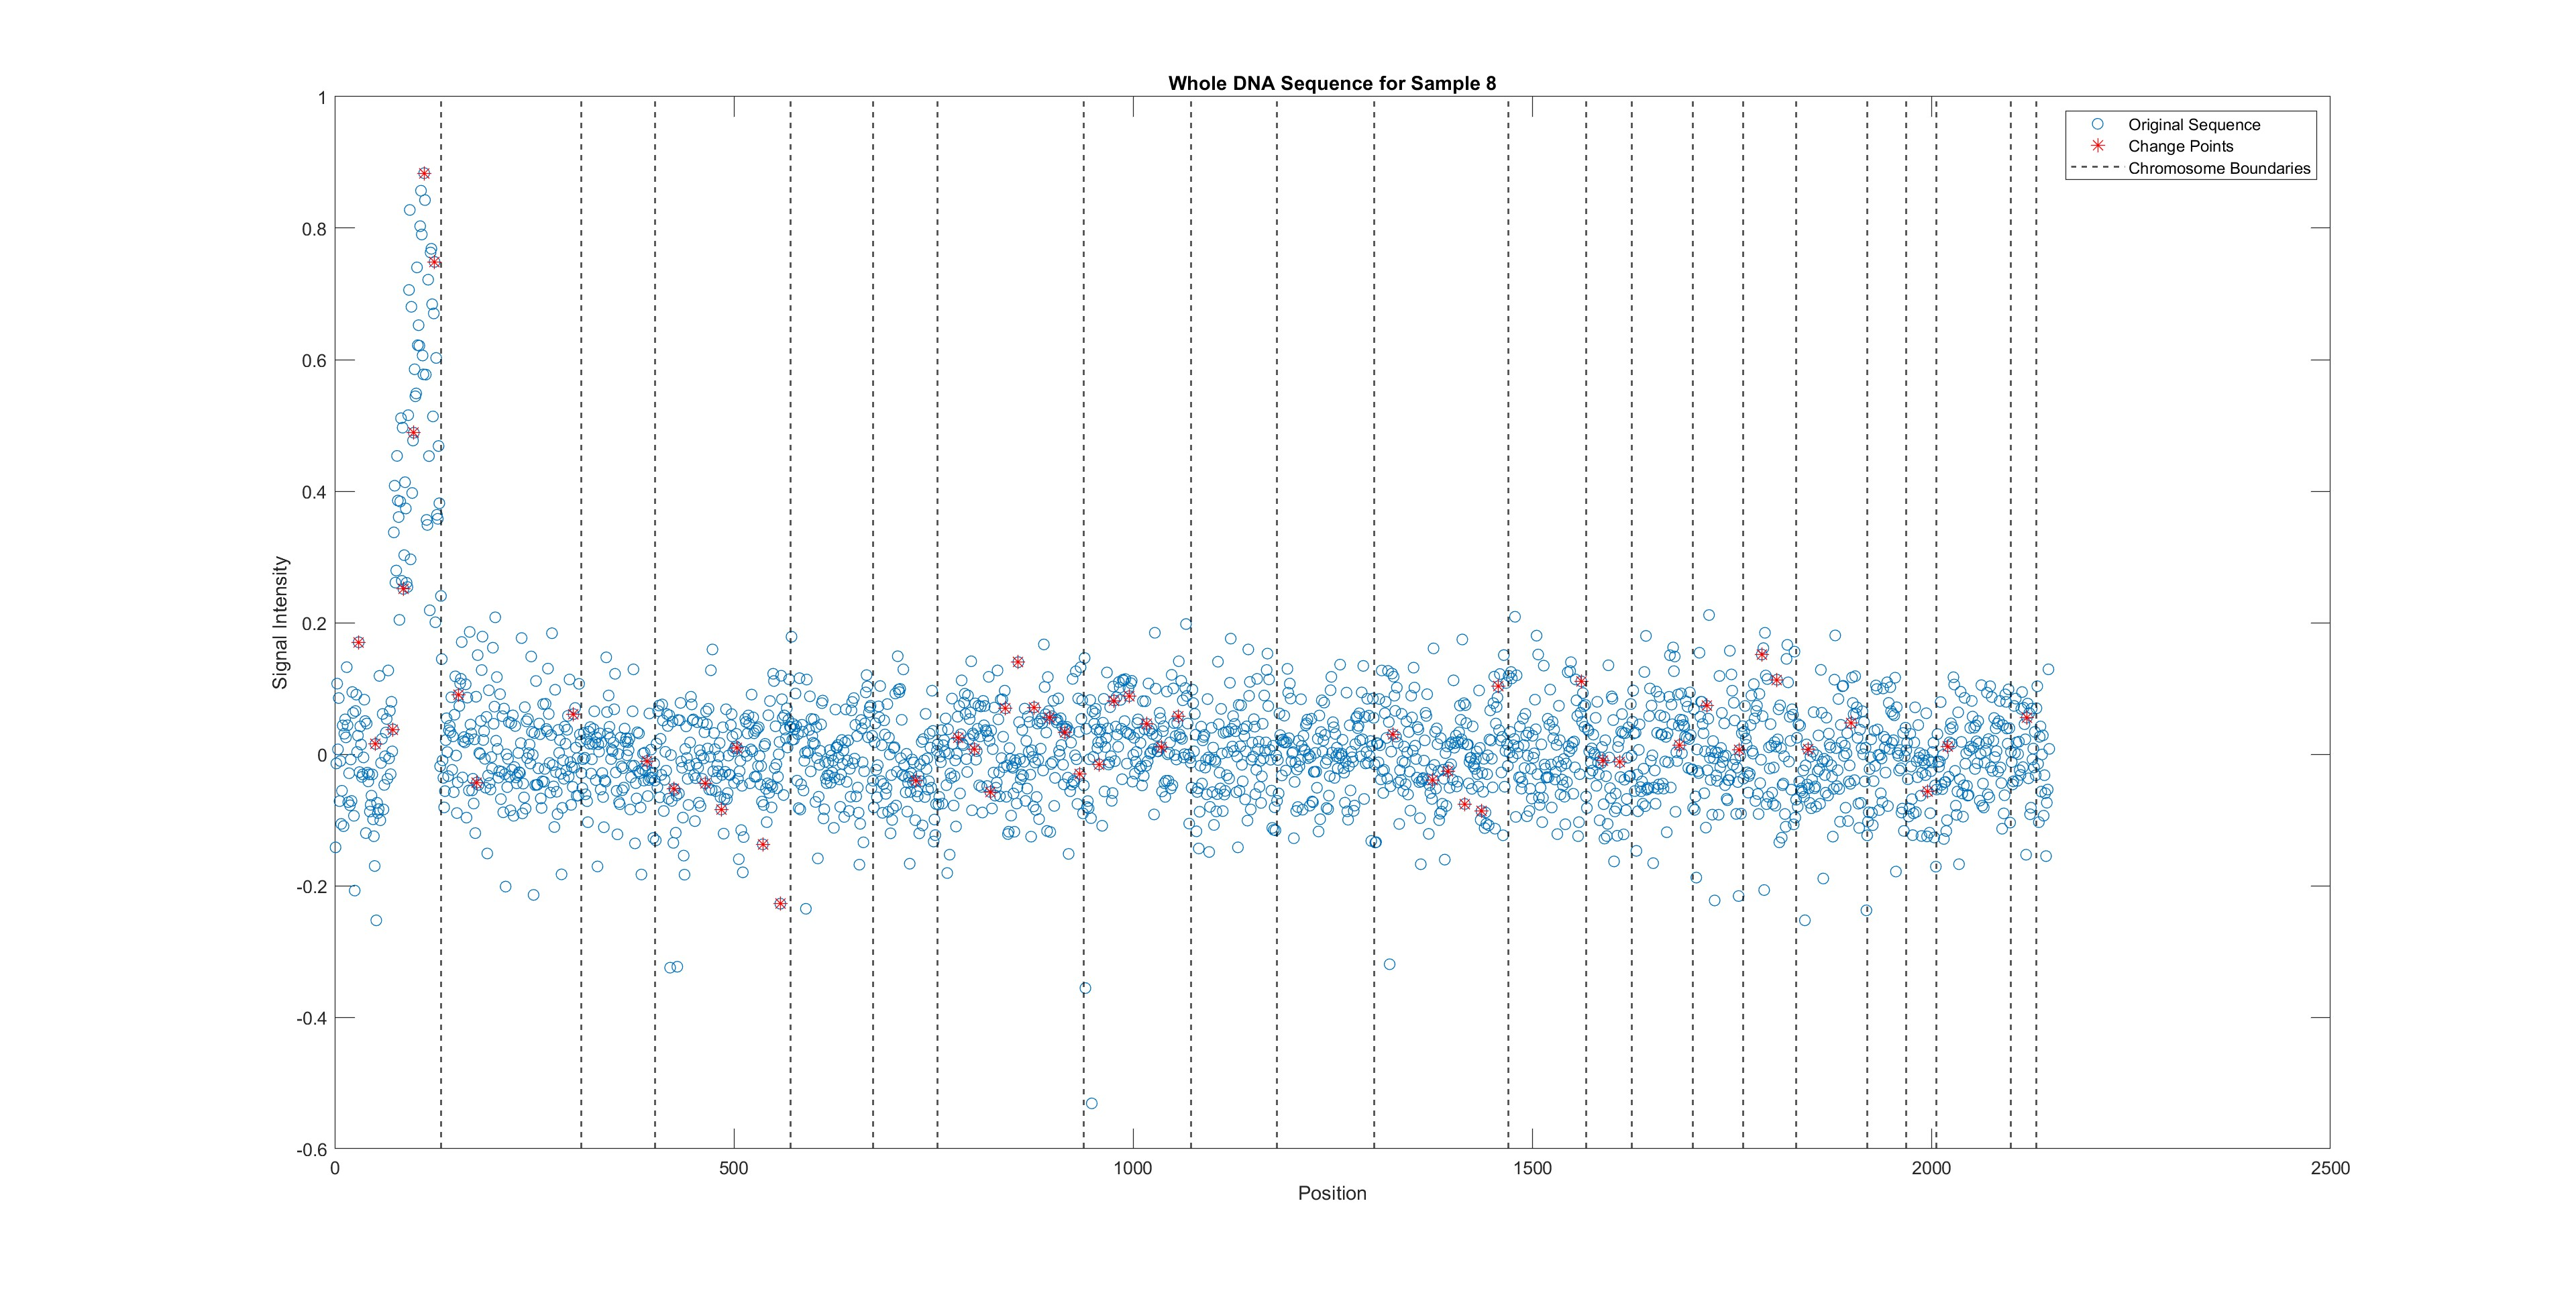 Whole DNA Sequence for Sample 8
1
0.8
0.6
0.4
0.2
0
-0.2
-0.4
-0.6
Signal Intensity
Original Sequence
Change Points
Chromosome Boundaries
0 500 1000 1500 2000 2500
Position